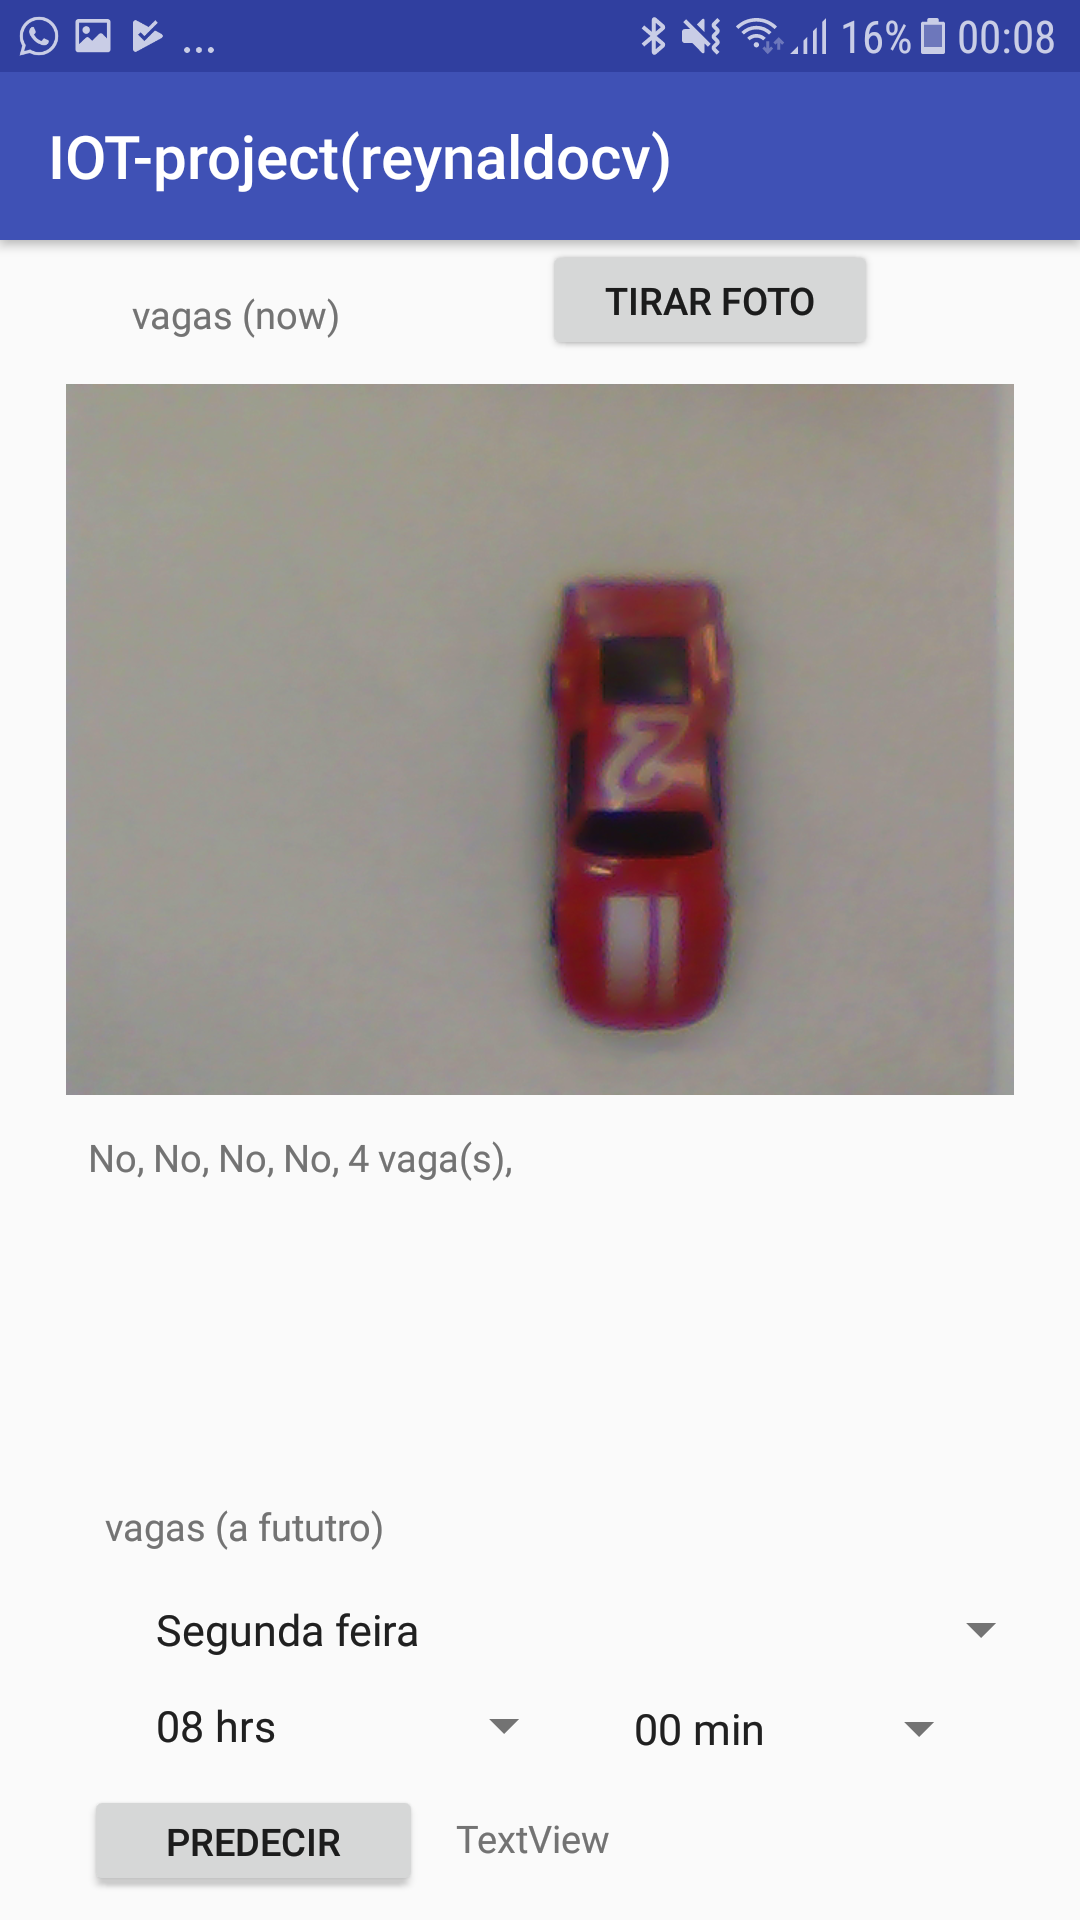 ... 16% 00:08
IOT-project(reynaldocv)
vagas (now) TIRAR FOTO
2
No, No, No, No, 4 vaga(s),
vagas (a fututro)
Segunda feira
08 hrs 00 min
PREDECIR TextView